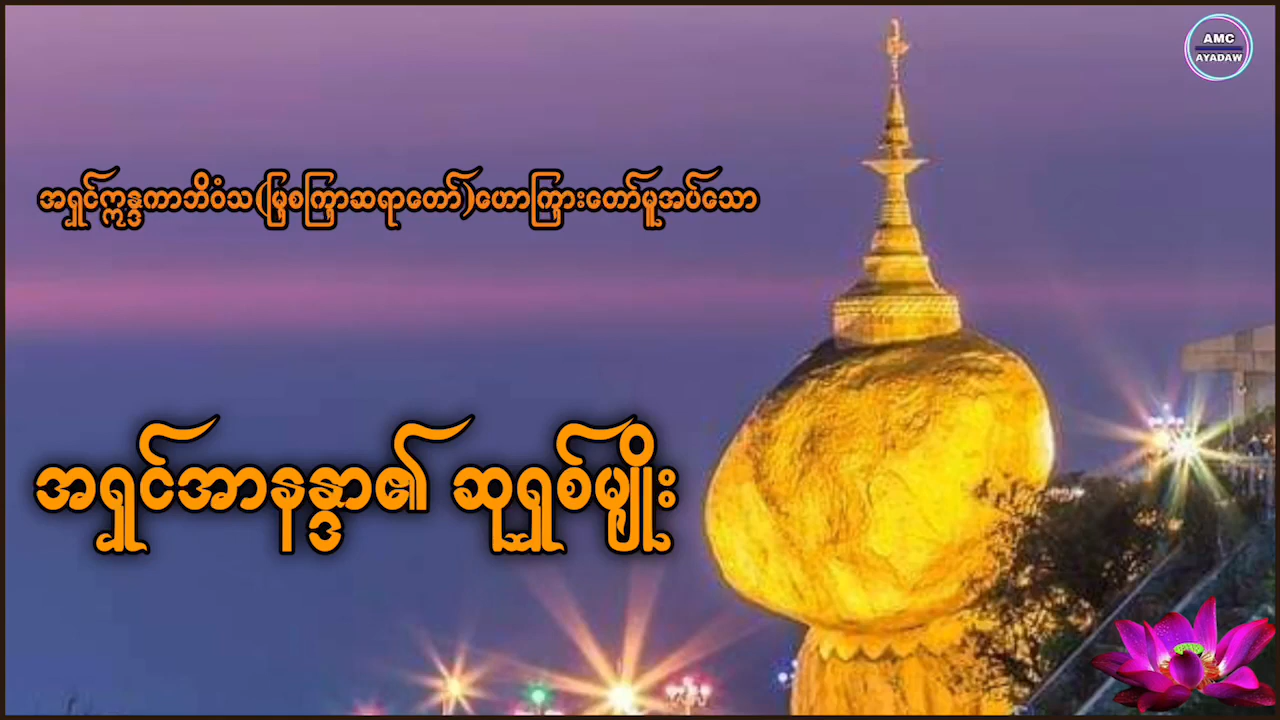 AMC
AYADAW
အရှင်ဣန္ဒကာဘိဝံသ(မြစကြာဆရာတော်)ဟောကြားတော်မူအပ်သော
အရှင်အာနန္ဒာ၏ ဆုရှစ်မျိုး